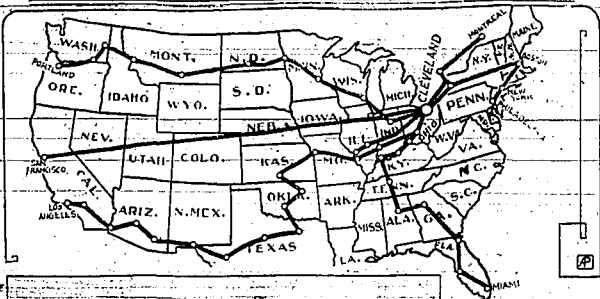 MONTREAL
WASH.
MONT.
N.D.
MINN.
WIS.
MICH.
CLEVELAND
N.Y.
VT.
N.H.
MAINE
BOSTON
PORTLAND
ORE.
IDAHO
WYO.
S.D.
NEW YORK
PHILADELPHIA
PENN.
NEB.
IOWA
ILL.
IND.
OHIO
W.VA.
VA.
NEV.
UTAH
COLO.
KAS.
MO.
KY.
SAN FRANCISCO
CAL.
N.C.
TENN.
S.C.
LOS ANGELES
ARIZ.
N.MEX.
OKLA.
ARK.
MISS.
ALA.
GA.
TEXAS
LA.
FLA.
MIAMI
AP